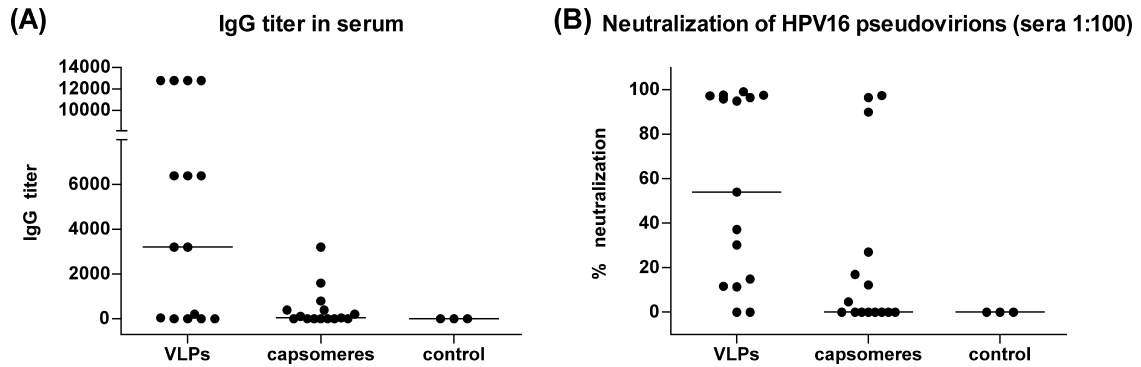 (A) IgG titer in serum
IgG titer
14000
12000
10000
6000
4000
2000
0
VLPs capsomeres control
(B) Neutralization of HPV16 pseudovirions (sera 1:100)
% neutralization
100
80
60
40
20
0
VLPs capsomeres control